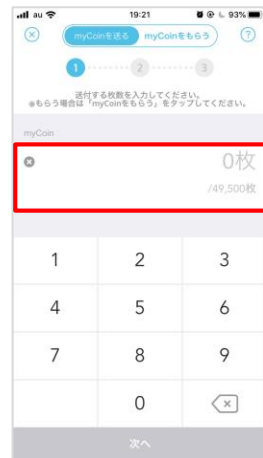 au 19:21 93%
myCoinを送る myCoinをもらう ?
1 2 3
送付する枚数を入力してください。
※もらう場合は「myCoinをもらう」をタップしてください。
myCoin
0枚
/49,500枚
1 2 3
4 5 6
7 8 9
0
次へ